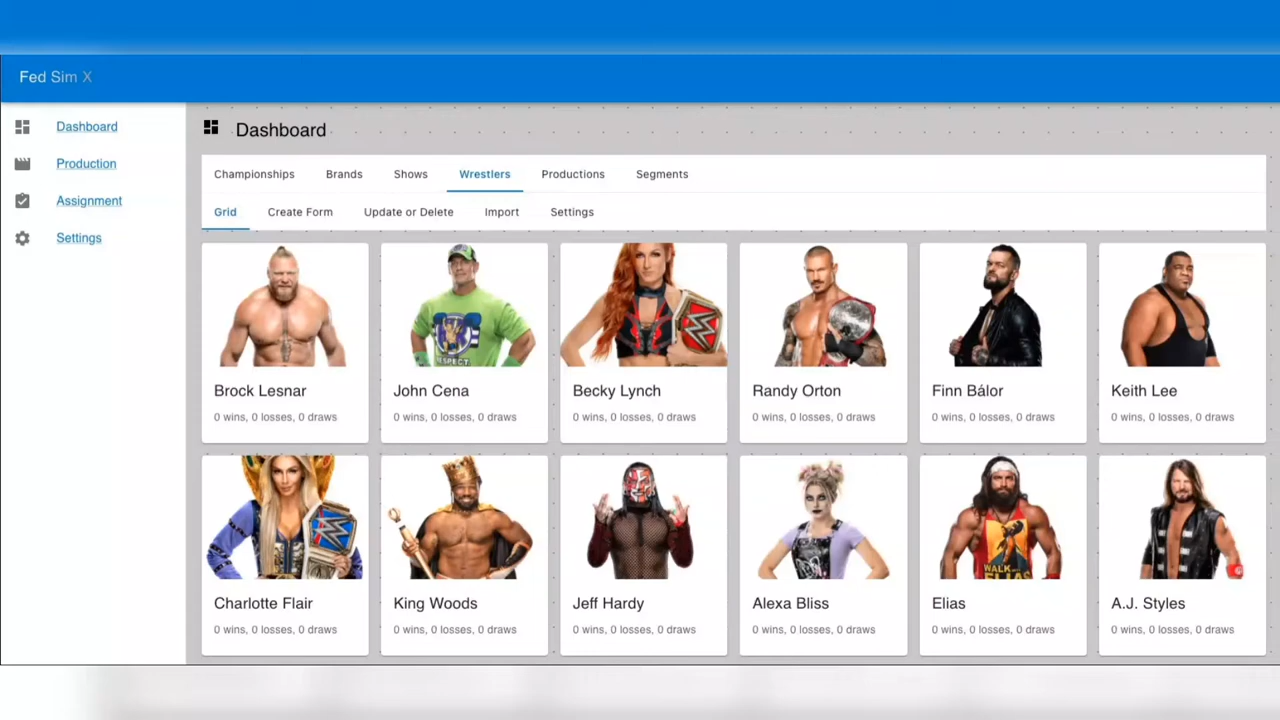 Fed Sim X
Dashboard
Production
Assignment
Settings
Dashboard
Championships Brands Shows Wrestlers Productions Segments
Grid Create Form Update or Delete Import Settings
RESPECT.
WALK
ELIAS
Brock Lesnar John Cena Becky Lynch Randy Orton Finn Bálor Keith Lee
0 wins, 0 losses, 0 draws 0 wins, 0 losses, 0 draws 0 wins, 0 losses, 0 draws 0 wins, 0 losses, 0 draws 0 wins, 0 losses, 0 draws 0 wins, 0 losses, 0 draws
Charlotte Flair King Woods Jeff Hardy Alexa Bliss Elias A.J. Styles
0 wins, 0 losses, 0 draws 0 wins, 0 losses, 0 draws 0 wins, 0 losses, 0 draws 0 wins, 0 losses, 0 draws 0 wins, 0 losses, 0 draws 0 wins, 0 losses, 0 draws